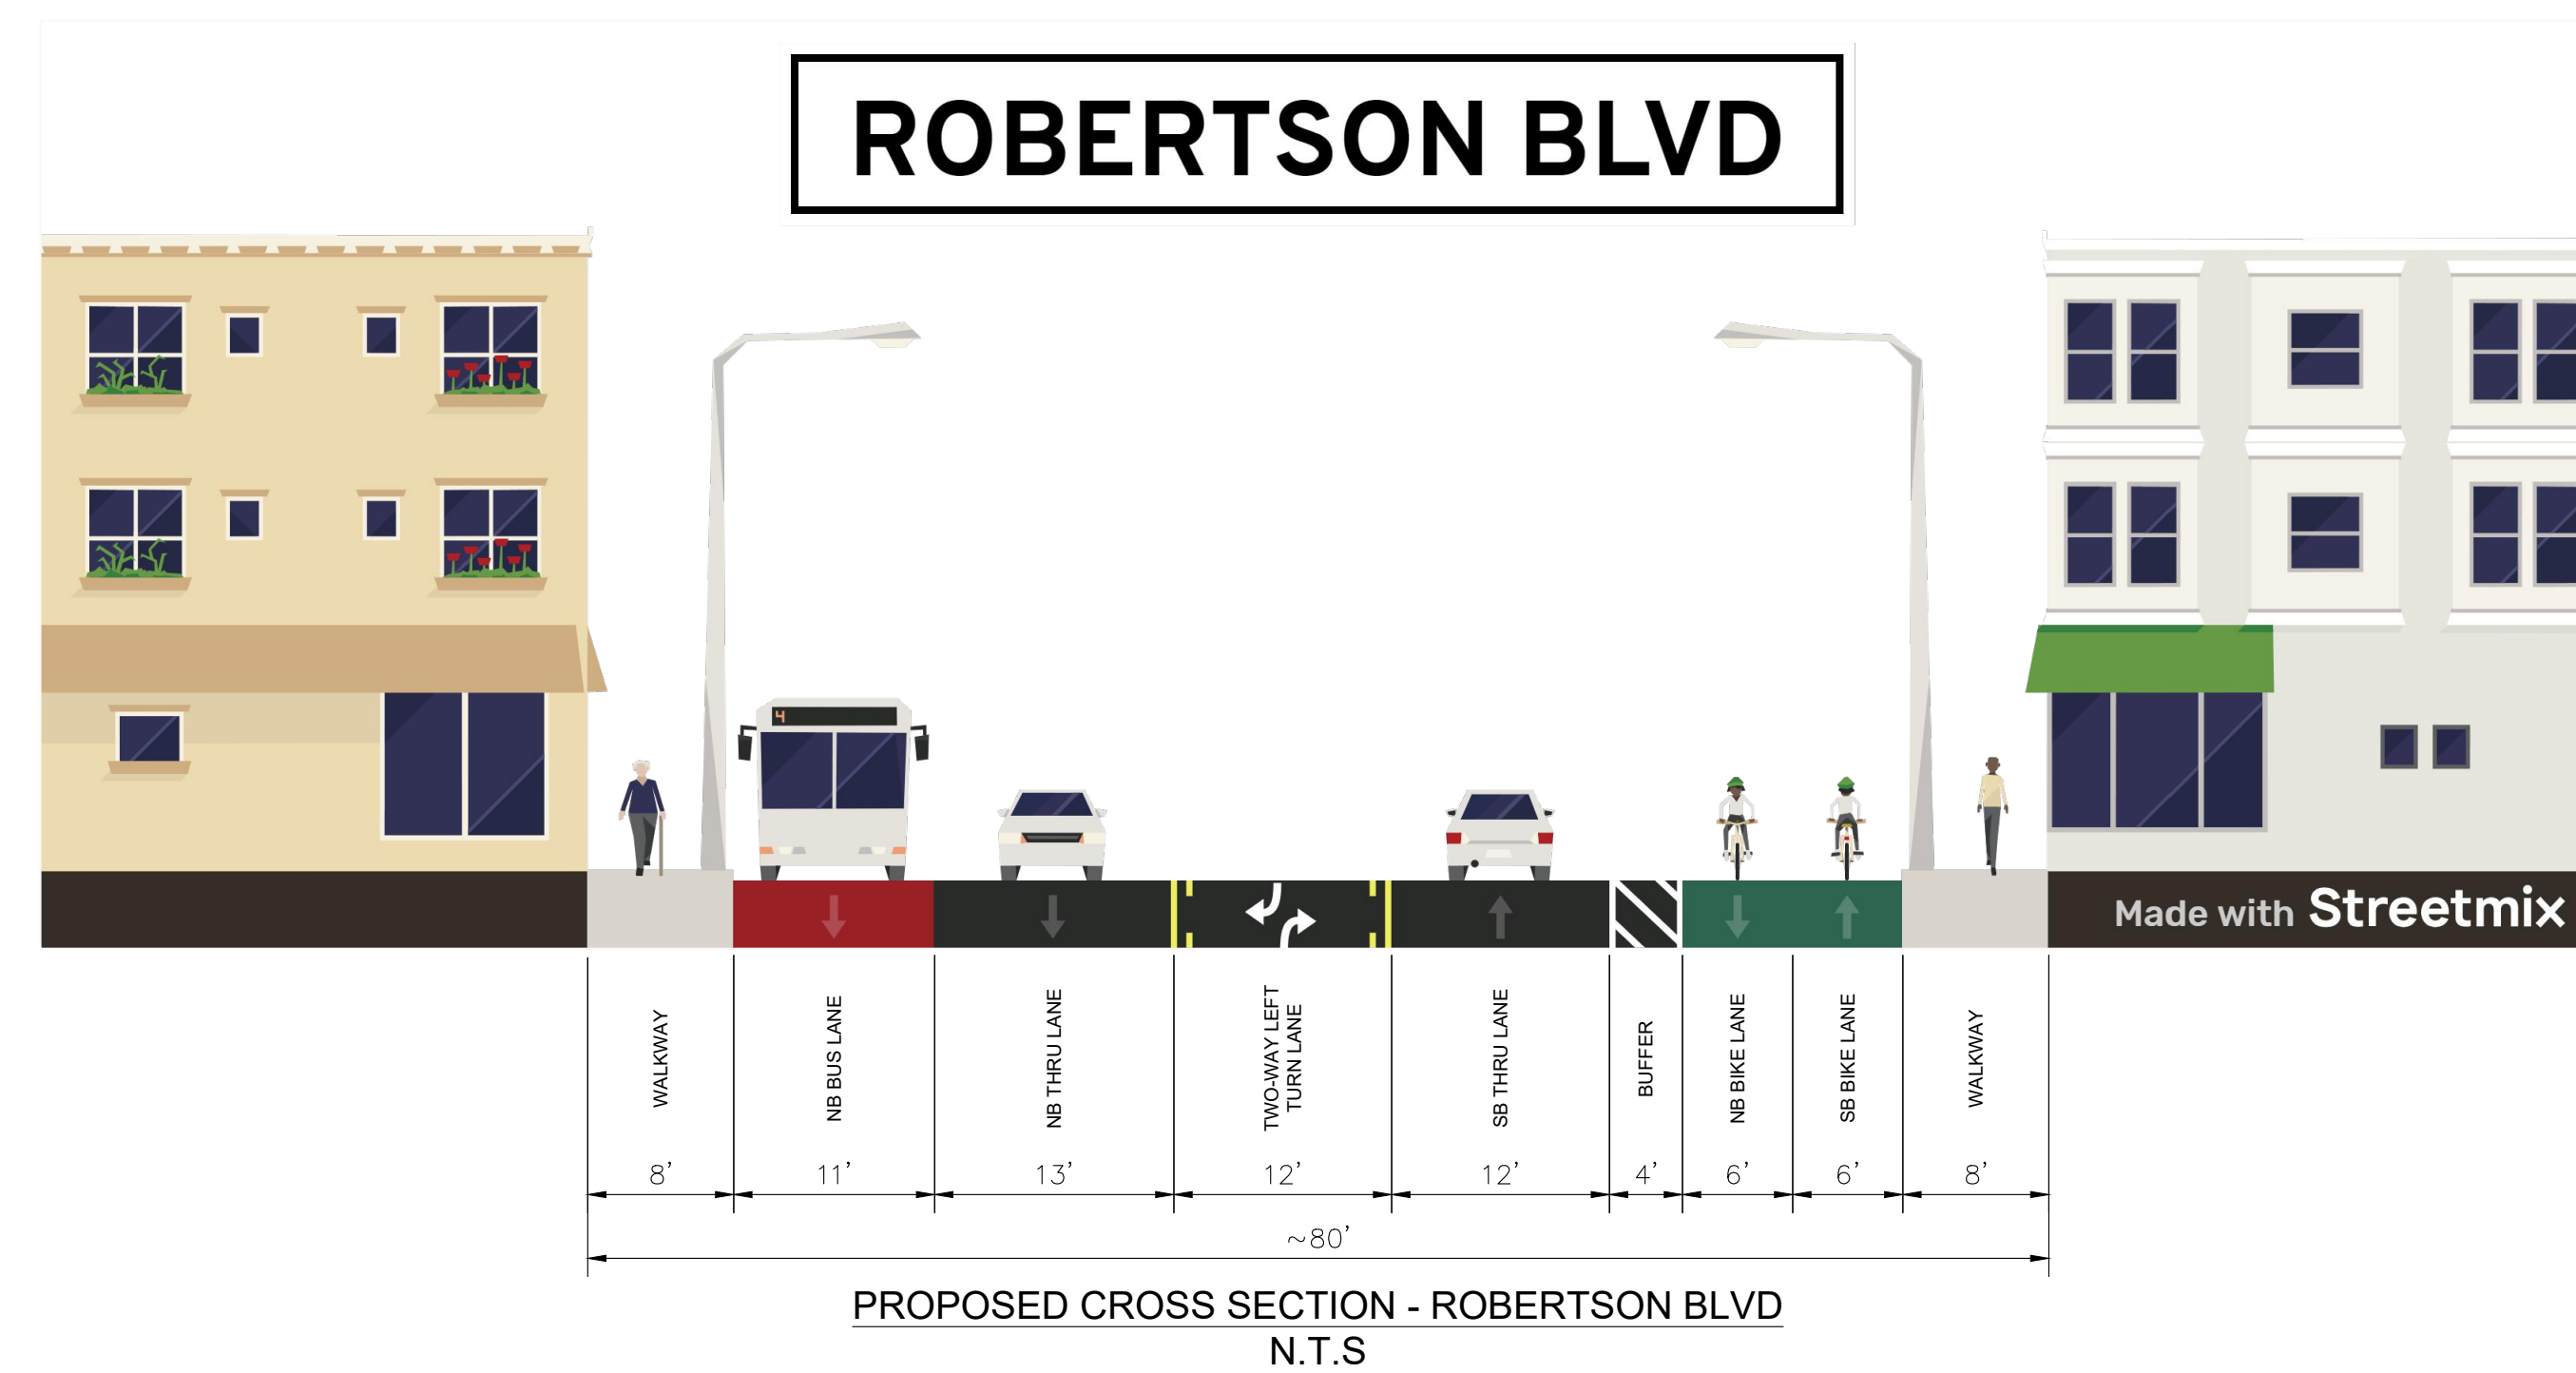 ROBERTSON BLVD
4
Made with Streetmix
WALKWAY
NB BUS LANE
NB THRU LANE
TWO-WAY LEFT
TURN LANE
SB THRU LANE
BUFFER
NB BIKE LANE
SB BIKE LANE
WALKWAY
8’
11’
13’
12’
12’
4’
6’
6’
8’
~80’
PROPOSED CROSS SECTION - ROBERTSON BLVD
N.T.S